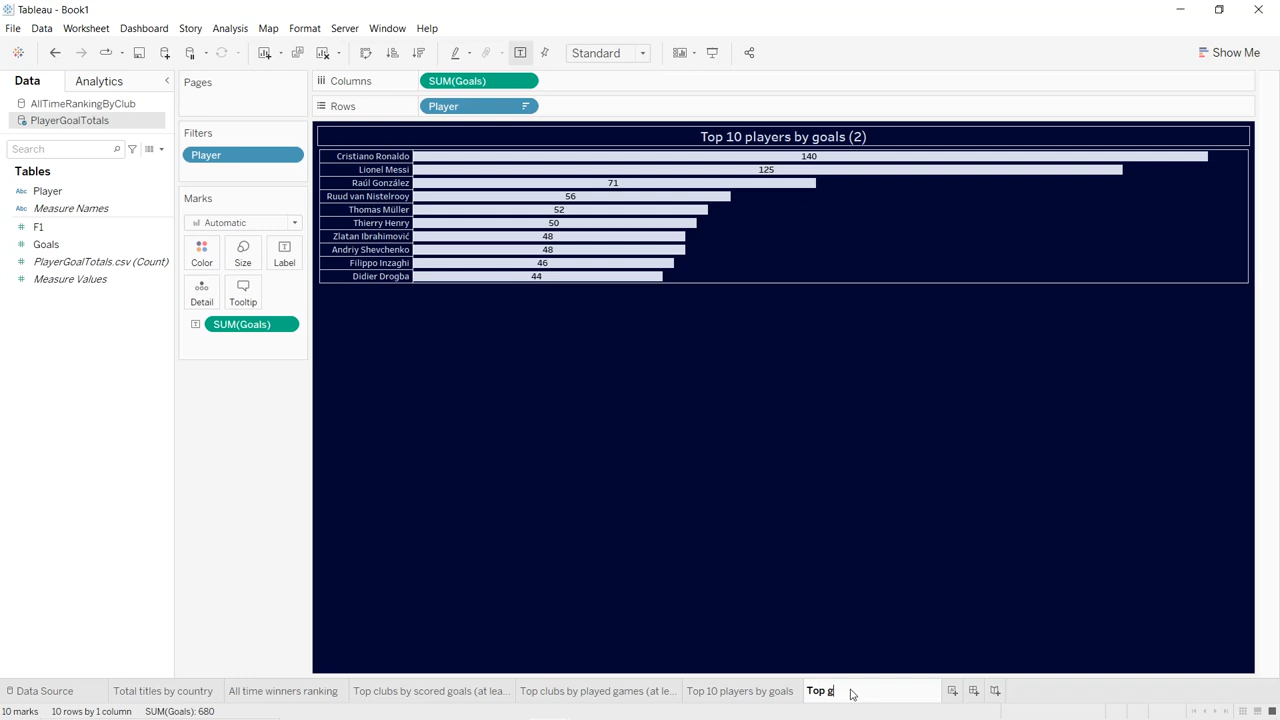 Tableau - Book1
File Data Worksheet Dashboard Story Analysis Map Format Server Window Help
Standard
Show Me
Data Analytics
AllTimeRankingByClub
PlayerGoalTotals
Search
Tables
Abc Player
Abc Measure Names
# F1
# Goals
# PlayerGoalTotals.csv (Count)
# Measure Values
Pages
Filters
Player
Marks
Automatic
Color Size Label
Detail Tooltip
SUM(Goals)
Columns SUM(Goals)
Rows Player
Top 10 players by goals (2)
Cristiano Ronaldo 140
Lionel Messi 125
Raúl González 71
Ruud van Nistelrooy 56
Thomas Müller 52
Thierry Henry 50
Zlatan Ibrahimović 48
Andriy Shevchenko 48
Filippo Inzaghi 46
Didier Drogba 44
Data Source Total titles by country All time winners ranking Top clubs by scored goals (at lea... Top clubs by played games (at le... Top 10 players by goals Top g
10 marks 10 rows by 1 column SUM(Goals): 680